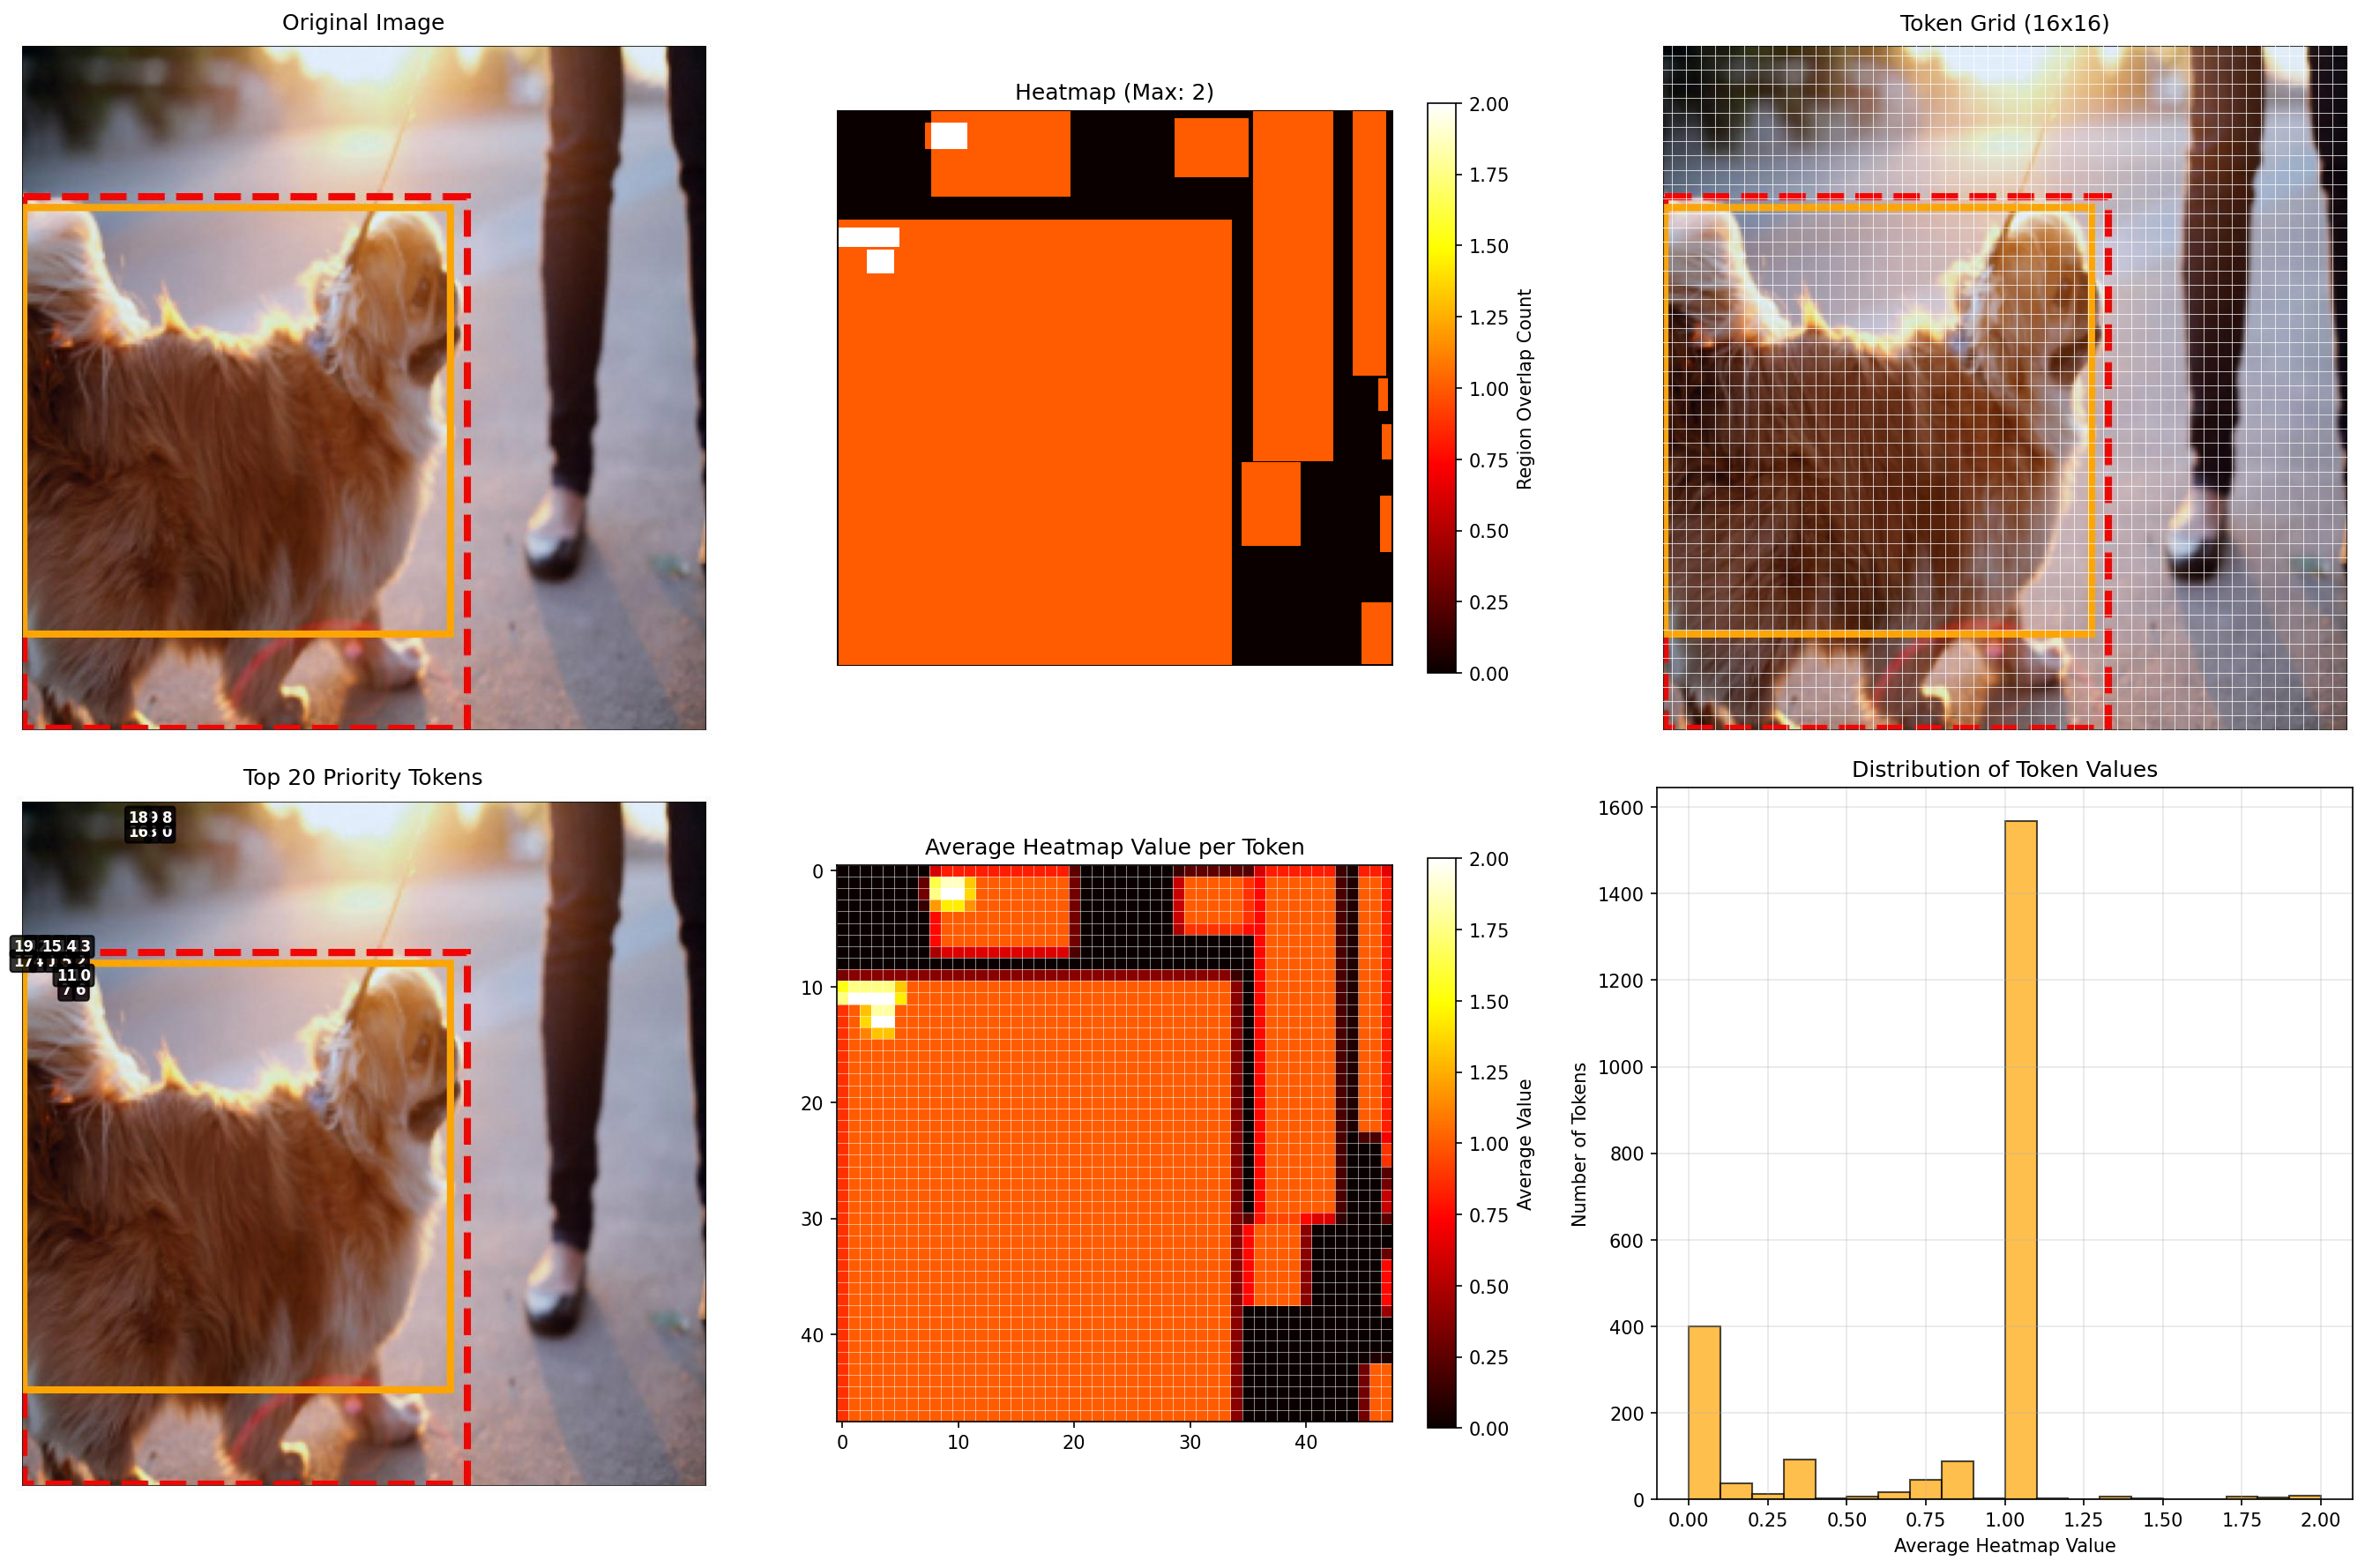 Original Image
Heatmap (Max: 2)
2.00
1.75
1.50
1.25
1.00
0.75
0.50
0.25
0.00
Region Overlap Count
Token Grid (16x16)
Top 20 Priority Tokens
18 9 8
16 3 0
19 15 4 3
17
11 0
7 6
Average Heatmap Value per Token
0
10
20
30
40
0
10
20
30
40
2.00
1.75
1.50
1.25
1.00
0.75
0.50
0.25
0.00
Average Value
Distribution of Token Values
1600
1400
1200
1000
800
600
400
200
0
Number of Tokens
0.00 0.25 0.50 0.75 1.00 1.25 1.50 1.75 2.00
Average Heatmap Value